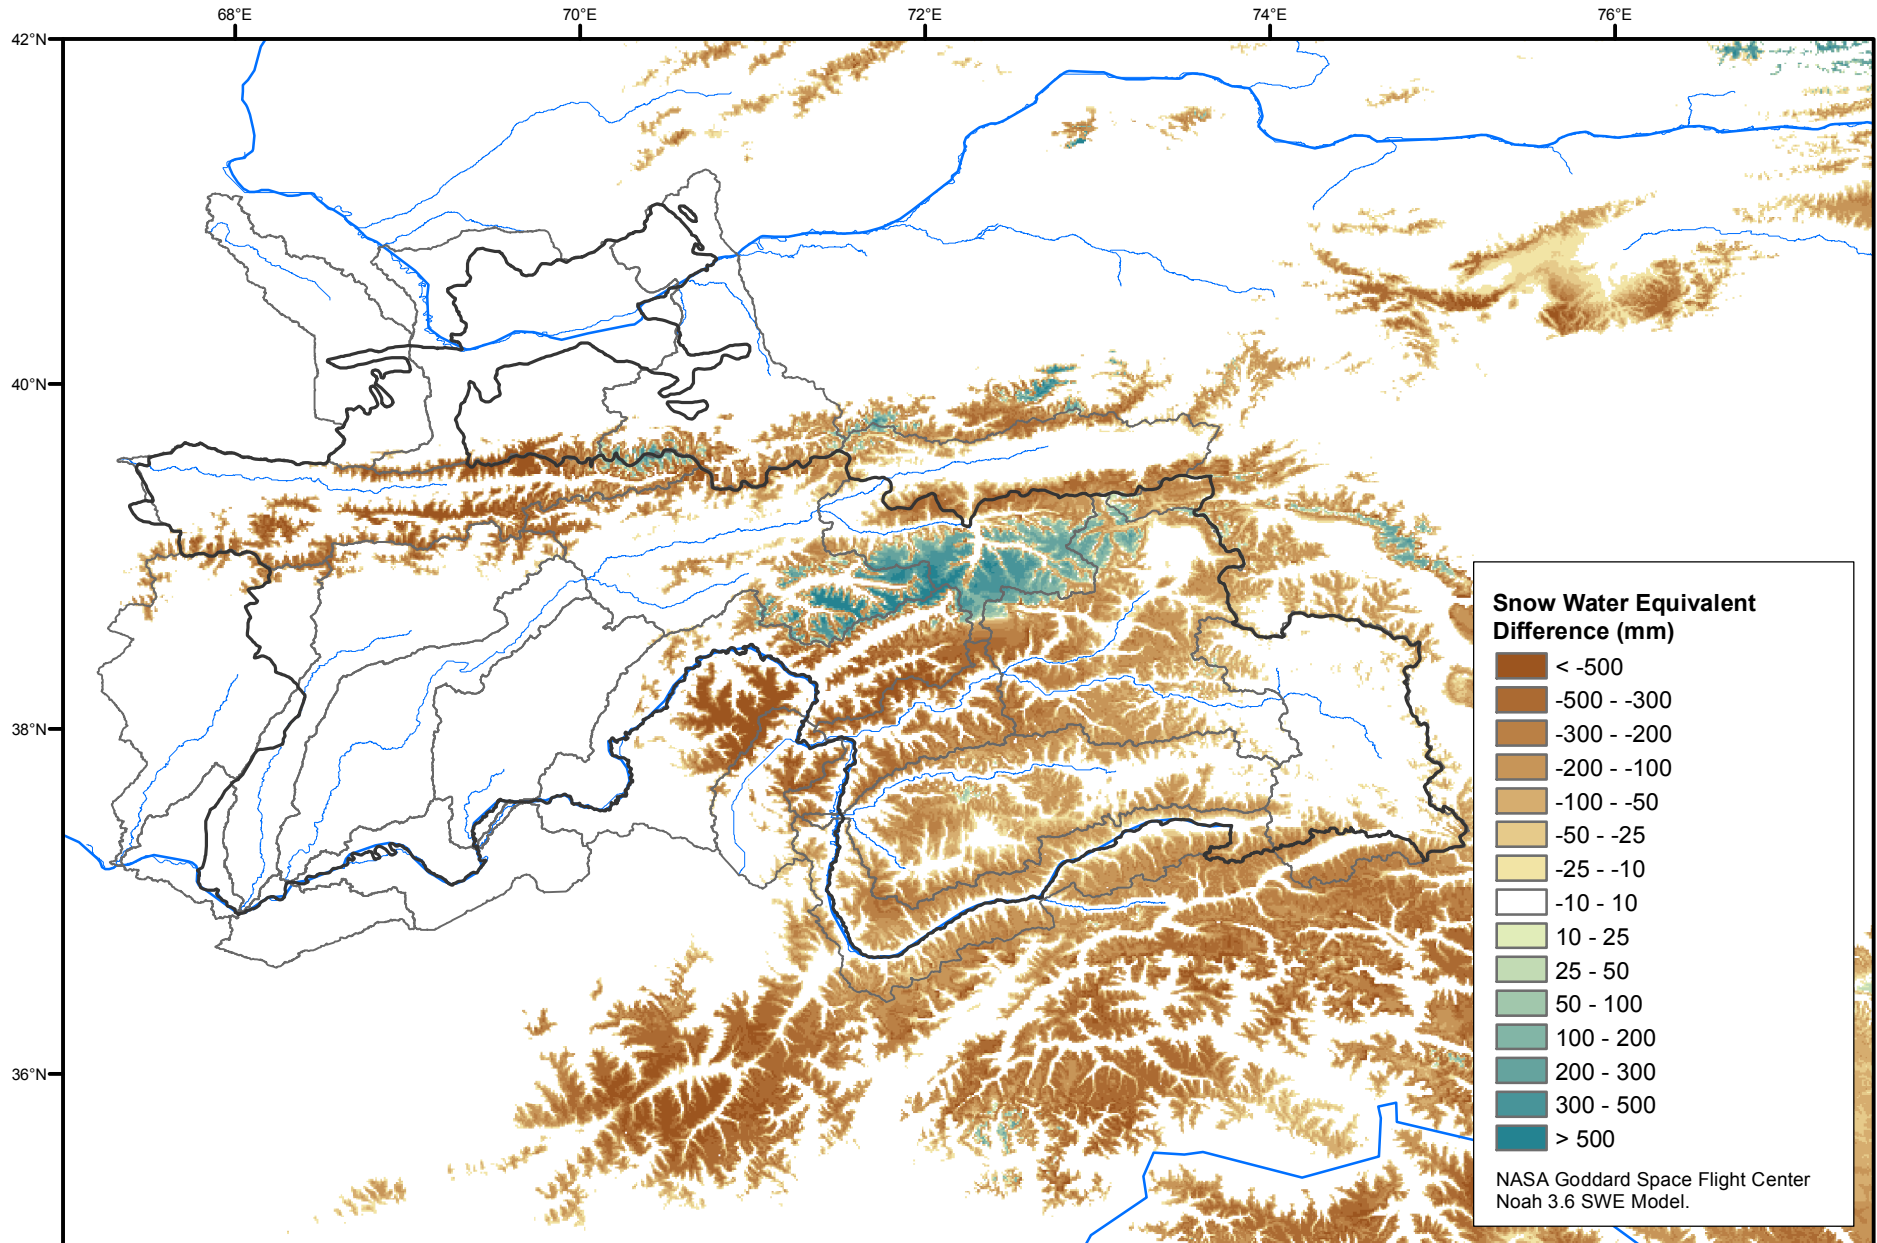 68°E
70°E
72°E
74°E
76°E
42°N
40°N
38°N
36°N
Snow Water Equivalent
Difference (mm)
< -500
-500 - -300
-300 - -200
-200 - -100
-100 - -50
-50 - -25
-25 - -10
-10 - 10
10 - 25
25 - 50
50 - 100
100 - 200
200 - 300
300 - 500
> 500
NASA Goddard Space Flight Center
Noah 3.6 SWE Model.